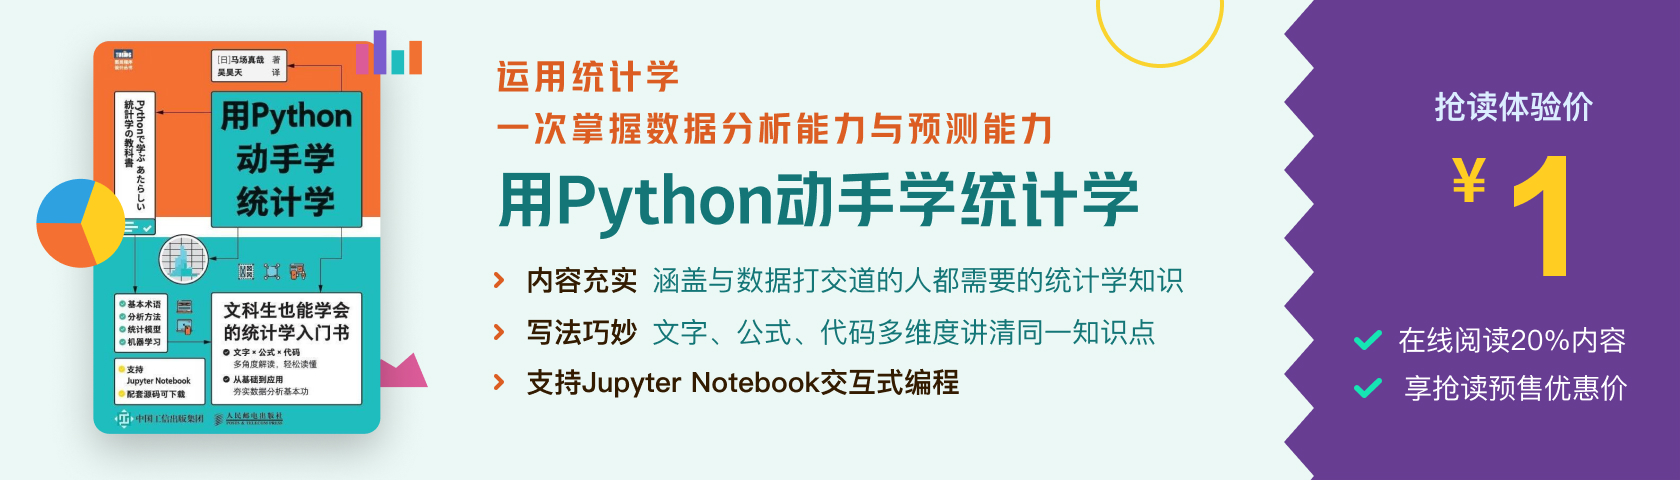 [日]马场真哉 著
吴昊天 译
Pythonで学ぶ あたらしい
統計学の教科書
用Python
动手学
统计学
基本术语
分析方法
统计模型
机器学习
文科生也能学会
的统计学入门书
文字×公式×代码
多角度解读，轻松读懂
从基础到应用
夯实数据分析基本功
支持
Jupyter Notebook
配套源码可下载
中国工信出版集团
人民邮电出版社
POSTS & TELECOM PRESS
运用统计学
一次掌握数据分析能力与预测能力
用Python动手学统计学
内容充实 涵盖与数据打交道的人都需要的统计学知识
写法巧妙 文字、公式、代码多维度讲清同一知识点
支持Jupyter Notebook交互式编程
抢读体验价
¥1
在线阅读20%内容
享抢读预售优惠价